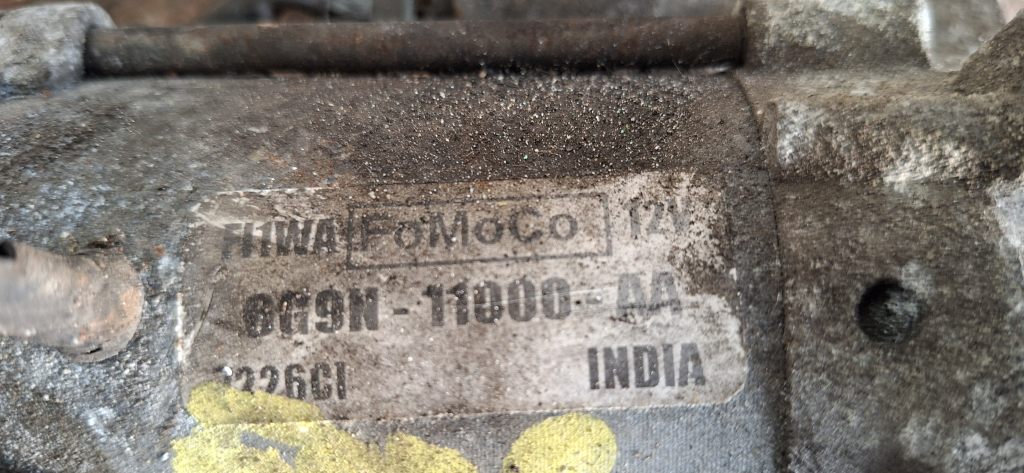 FoMoCo 12V
6G9N-11000-AA
INDIA